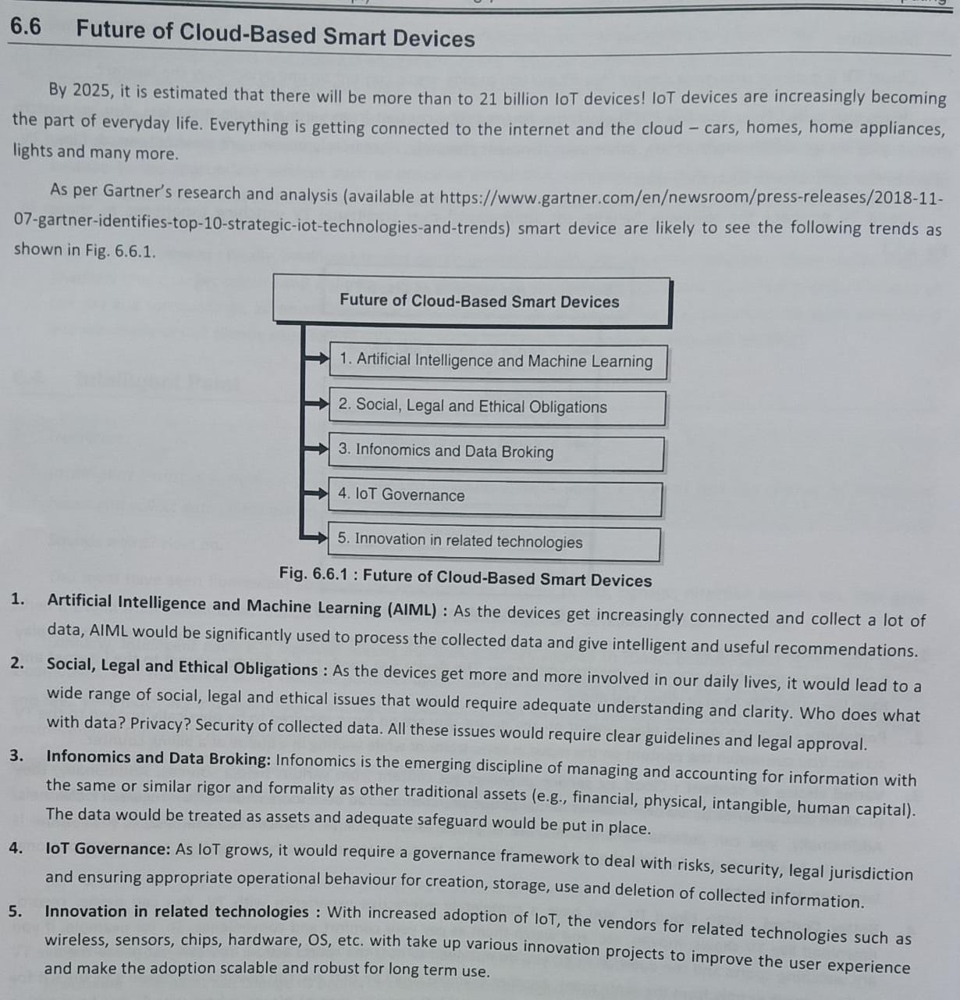 6.6 Future of Cloud-Based Smart Devices
By 2025, it is estimated that there will be more than to 21 billion IoT devices! IoT devices are increasingly becoming
the part of everyday life. Everything is getting connected to the internet and the cloud – cars, homes, home appliances,
lights and many more.
As per Gartner's research and analysis (available at https://www.gartner.com/en/newsroom/press-releases/2018-11-
07-gartner-identifies-top-10-strategic-iot-technologies-and-trends) smart device are likely to see the following trends as
shown in Fig. 6.6.1.
Future of Cloud-Based Smart Devices
1. Artificial Intelligence and Machine Learning
2. Social, Legal and Ethical Obligations
3. Infonomics and Data Broking
4. IoT Governance
5. Innovation in related technologies
Fig. 6.6.1 : Future of Cloud-Based Smart Devices
1. Artificial Intelligence and Machine Learning (AIML) : As the devices get increasingly connected and collect a lot of
data, AIML would be significantly used to process the collected data and give intelligent and useful recommendations.
2. Social, Legal and Ethical Obligations : As the devices get more and more involved in our daily lives, it would lead to a
wide range of social, legal and ethical issues that would require adequate understanding and clarity. Who does what
with data? Privacy? Security of collected data. All these issues would require clear guidelines and legal approval.
3. Infonomics and Data Broking: Infonomics is the emerging discipline of managing and accounting for information with
the same or similar rigor and formality as other traditional assets (e.g., financial, physical, intangible, human capital).
The data would be treated as assets and adequate safeguard would be put in place.
4. IoT Governance: As IoT grows, it would require a governance framework to deal with risks, security, legal jurisdiction
and ensuring appropriate operational behaviour for creation, storage, use and deletion of collected information.
5. Innovation in related technologies : With increased adoption of IoT, the vendors for related technologies such as
wireless, sensors, chips, hardware, OS, etc. with take up various innovation projects to improve the user experience
and make the adoption scalable and robust for long term use.